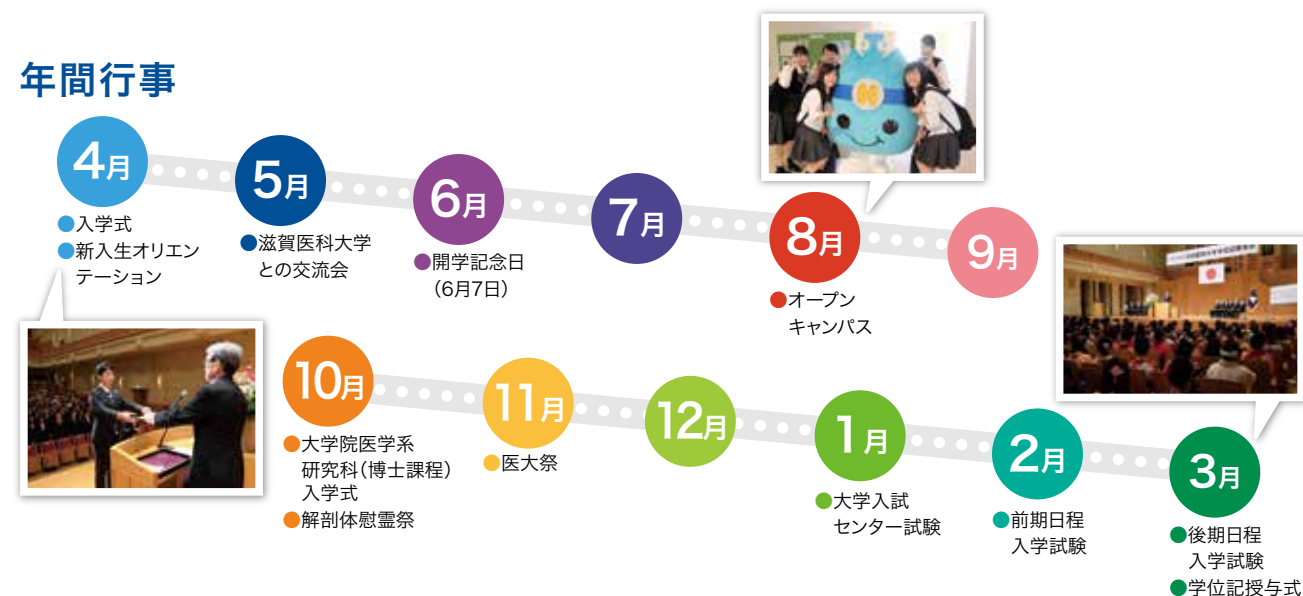 年間行事
4月
●入学式
●新入生オリエン
テーション
5月
●滋賀医科大学
との交流会
6月
●開学記念日
(6月7日)
7月
8月
●オープン
キャンパス
9月
10月
●大学院医学系
研究科(博士課程)
入学式
●解剖体慰霊祭
11月
●医大祭
12月
1月
●大学入試
センター試験
2月
●前期日程
入学試験
3月
●後期日程
入学試験
●学位記授与式